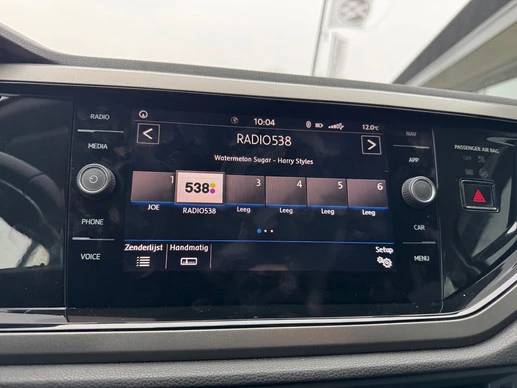 RADIO
MEDIA
PHONE
VOICE
10:04
12.0°C
RADIO538
Watermelon Sugar - Harry Styles
1
538
3
4
5
6
JOE
RADIO538
Leeg
Leeg
Leeg
Leeg
Zenderlijst
Handmatig
Setup
NAV
APP
CAR
MENU
PASSENGER AIR BAG